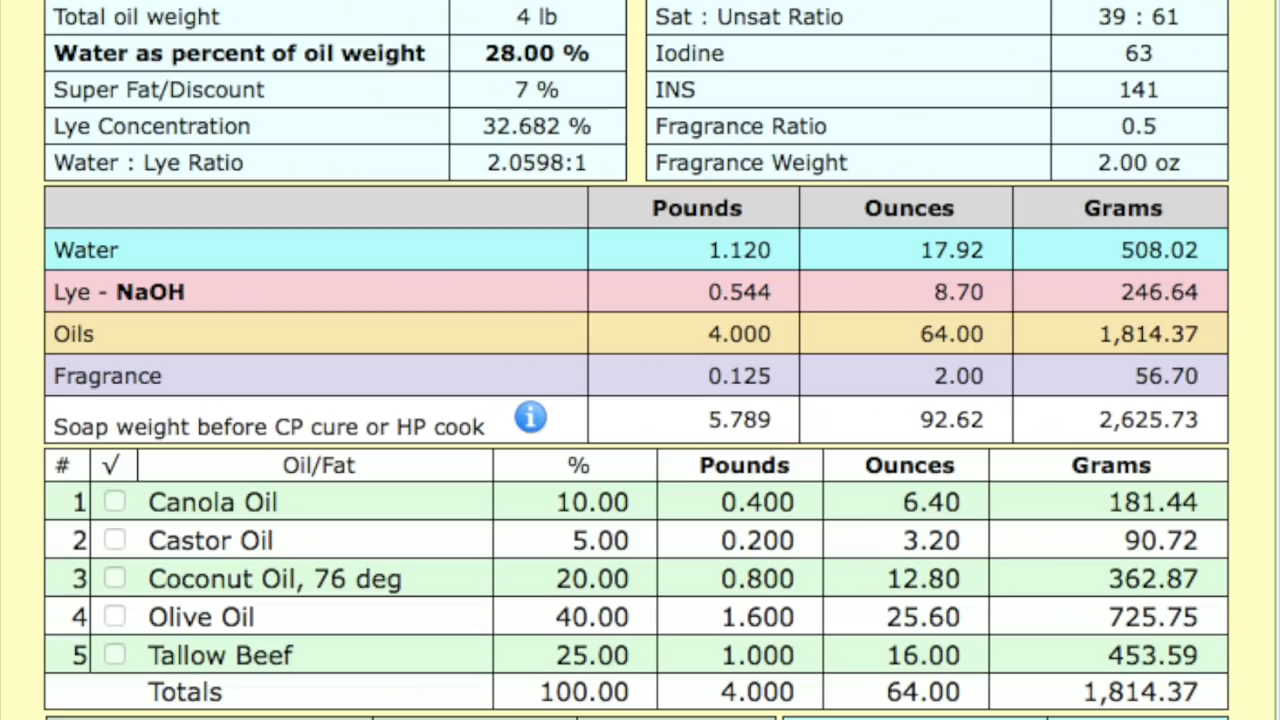 Total oil weight 4 lb Sat : Unsat Ratio 39 : 61
Water as percent of oil weight 28.00 % Iodine 63
Super Fat/Discount 7 % INS 141
Lye Concentration 32.682 % Fragrance Ratio 0.5
Water : Lye Ratio 2.0598:1 Fragrance Weight 2.00 oz
Pounds Ounces Grams
Water 1.120 17.92 508.02
Lye - NaOH 0.544 8.70 246.64
Oils 4.000 64.00 1,814.37
Fragrance 0.125 2.00 56.70
Soap weight before CP cure or HP cook i 5.789 92.62 2,625.73
# √ Oil/Fat % Pounds Ounces Grams
1 Canola Oil 10.00 0.400 6.40 181.44
2 Castor Oil 5.00 0.200 3.20 90.72
3 Coconut Oil, 76 deg 20.00 0.800 12.80 362.87
4 Olive Oil 40.00 1.600 25.60 725.75
5 Tallow Beef 25.00 1.000 16.00 453.59
Totals 100.00 4.000 64.00 1,814.37